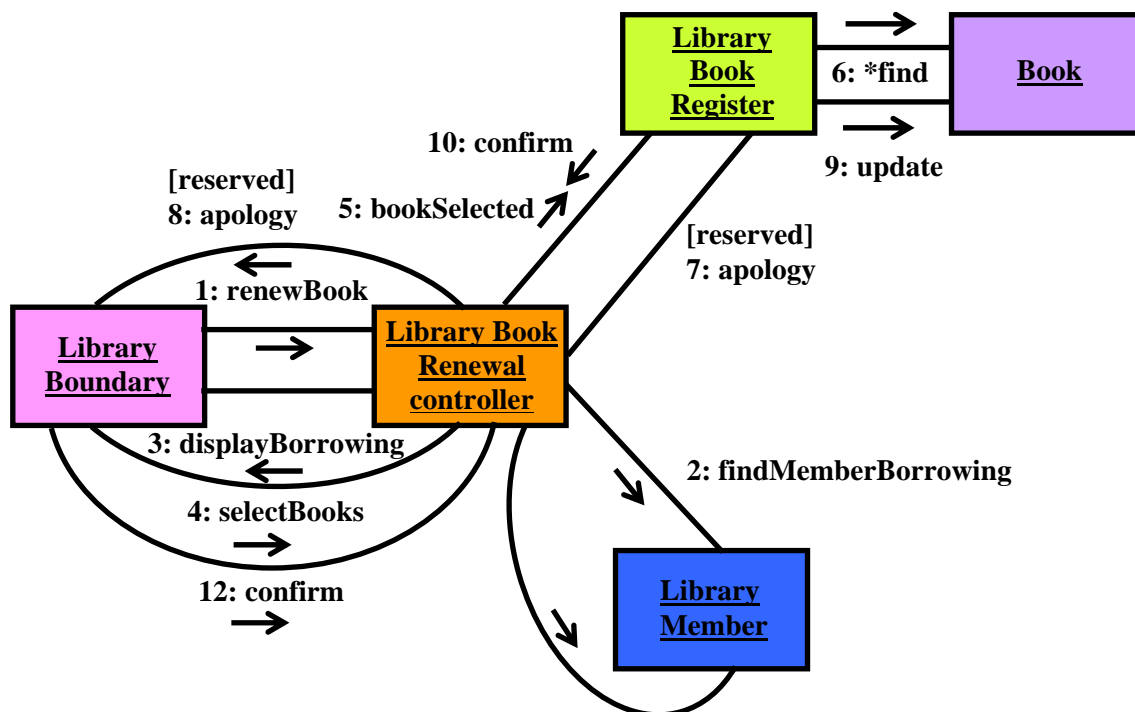 Library
Book
Register
6: *find
Book
9: update
10: confirm
5: bookSelected
[reserved]
8: apology
[reserved]
7: apology
1: renewBook
Library
Boundary
Library Book
Renewal
controller
3: displayBorrowing
4: selectBooks
12: confirm
2: findMemberBorrowing
Library
Member